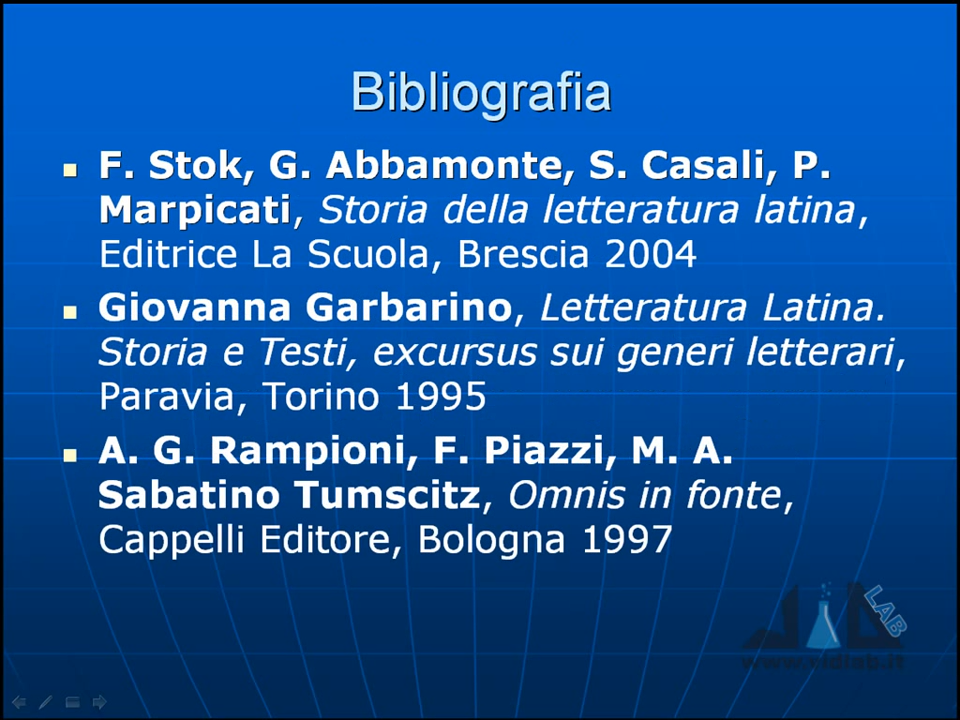 Bibliografia
F. Stok, G. Abbamonte, S. Casali, P.
Marpicati, Storia della letteratura latina,
Editrice La Scuola, Brescia 2004
Giovanna Garbarino, Letteratura Latina.
Storia e Testi, excursus sui generi letterari,
Paravia, Torino 1995
A. G. Rampioni, F. Piazzi, M. A.
Sabatino Tumscitz, Omnis in fonte,
Cappelli Editore, Bologna 1997
LAB